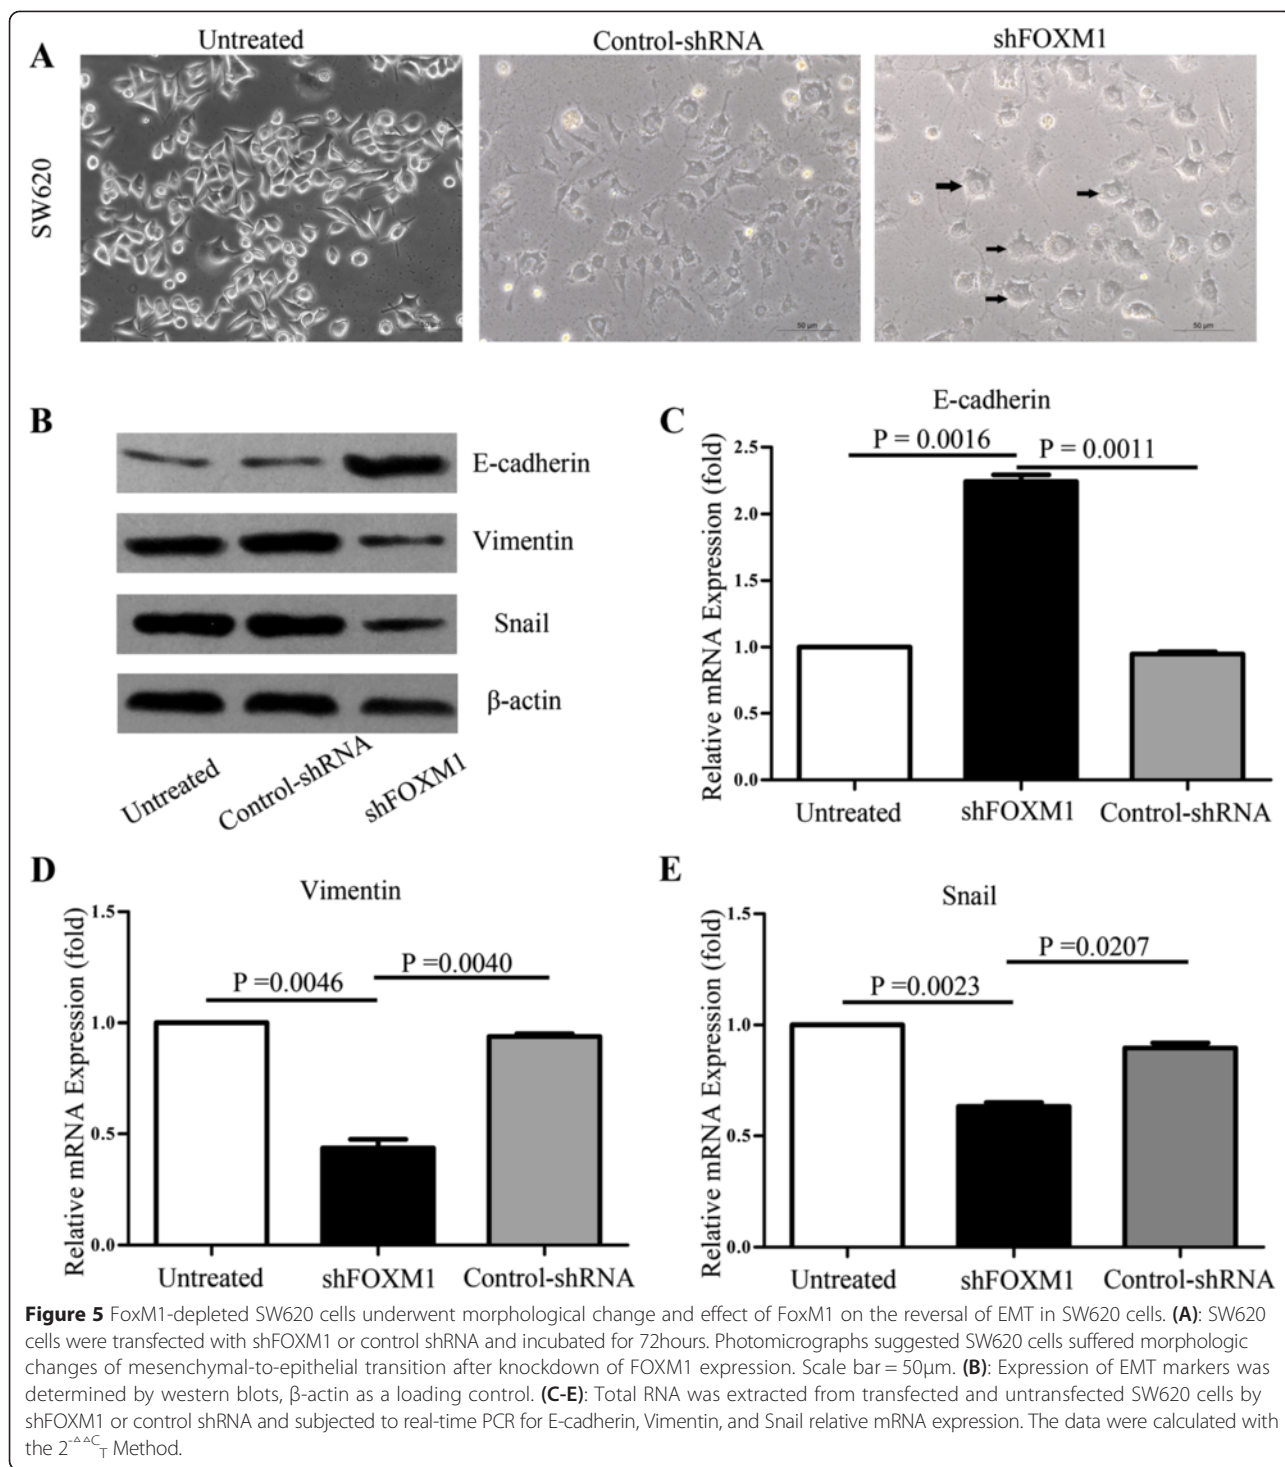 A
Untreated
Control-shRNA
shFOXM1
SW620
50 µm
50 µm
B
E-cadherin
Vimentin
Snail
β-actin
Untreated
Control-shRNA
shFOXM1
C
E-cadherin
Relative mRNA Expression (fold)
2.5
2.0
1.5
1.0
0.5
0.0
P = 0.0016
P = 0.0011
Untreated
shFOXM1
Control-shRNA
D
Vimentin
Relative mRNA Expression (fold)
1.5
1.0
0.5
0.0
P =0.0046
P =0.0040
Untreated
shFOXM1
Control-shRNA
E
Snail
Relative mRNA Expression (fold)
1.5
1.0
0.5
0.0
P =0.0023
P =0.0207
Untreated
shFOXM1
Control-shRNA
Figure 5 FoxM1-depleted SW620 cells underwent morphological change and effect of FoxM1 on the reversal of EMT in SW620 cells. (A): SW620
cells were transfected with shFOXM1 or control shRNA and incubated for 72hours. Photomicrographs suggested SW620 cells suffered morphologic
changes of mesenchymal-to-epithelial transition after knockdown of FOXM1 expression. Scale bar = 50µm. (B): Expression of EMT markers was
determined by western blots, β-actin as a loading control. (C-E): Total RNA was extracted from transfected and untransfected SW620 cells by
shFOXM1 or control shRNA and subjected to real-time PCR for E-cadherin, Vimentin, and Snail relative mRNA expression. The data were calculated with
the 2-ΔΔCT Method.